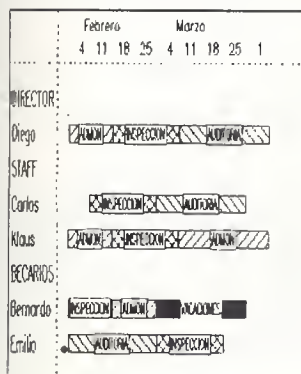 Febrero Marzo
4 11 18 25 4 11 18 25 1
DIRECTOR
Diego ADMON INSPECCION AUDITORIA
STAFF
Carlos INSPECCION AUDITORIA
Klaus ADMON INSPECCION ADMON
BECARIOS
Bernardo INSPECCION ADMON VACACIONES
Emilio AUDITORIA INSPECCION